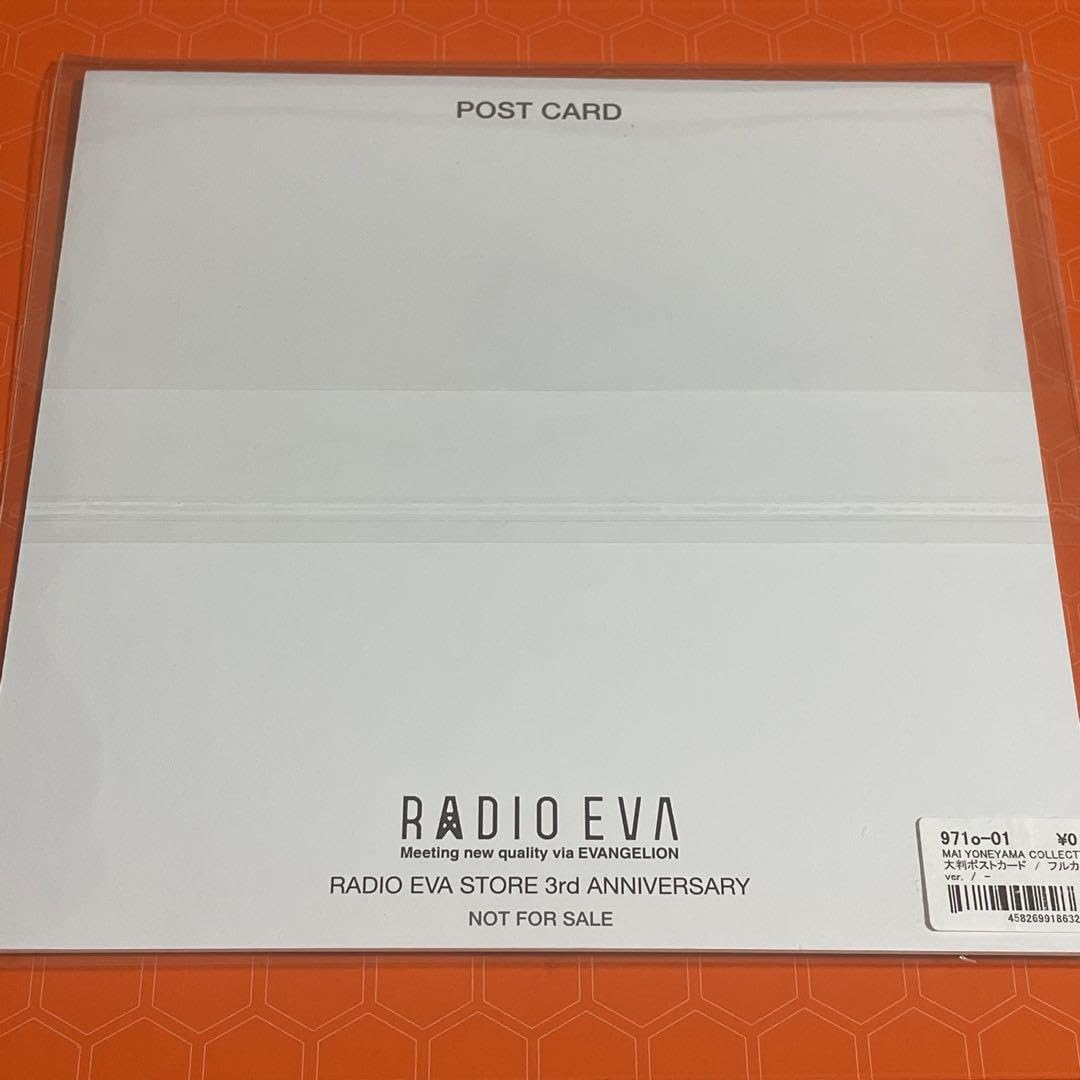 POST CARD
RADIO EVA
Meeting new quality via EVANGELION
RADIO EVA STORE 3rd ANNIVERSARY
NOT FOR SALE
971o-01 ¥0
MAI YONEYAMA COLLECT
大判ポストカード / フルカ
ver. / -
458269918632